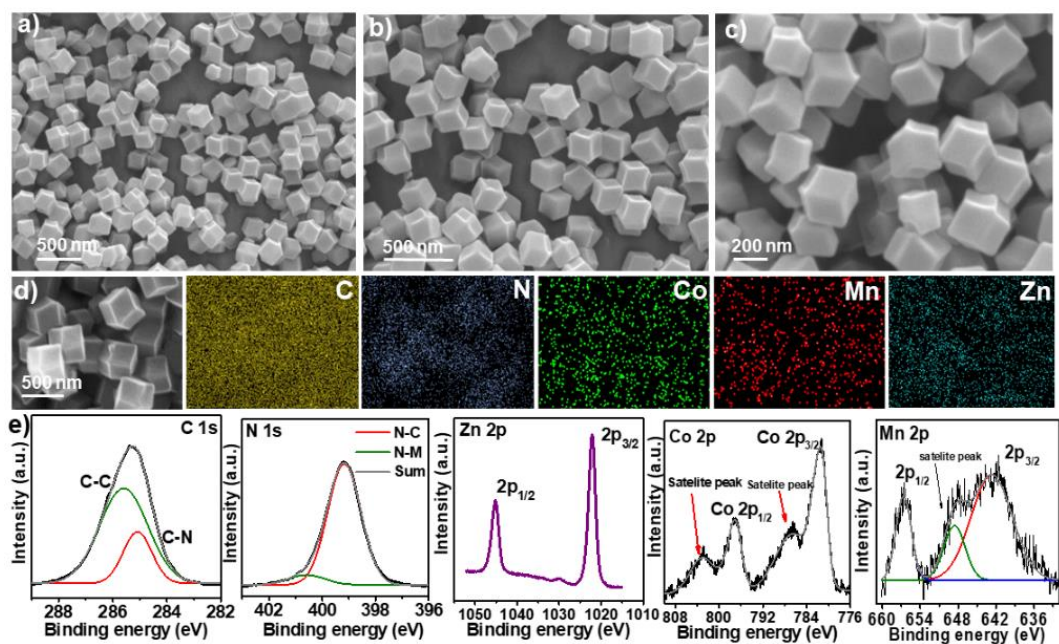 a)
500 nm
b)
500 nm
c)
200 nm
d)
500 nm
C
N
Co
Mn
Zn
e)
Intensity (a.u.)
C 1s
C-C
C-N
288 286 284 282
Binding energy (eV)
Intensity (a.u.)
N 1s
N-C
N-M
Sum
402 400 398 396
Binding energy (eV)
Intensity (a.u.)
Zn 2p
2p3/2
2p1/2
1050 1040 1030 1020 1010
Binding energy (eV)
Intensity (a.u.)
Co 2p
Co 2p3/2
Satelite peak
Satelite peak
Co 2p1/2
808 800 792 784 776
Binding energy (eV)
Intensity (a.u.)
Mn 2p
2p3/2
satelite peak
2p1/2
660 654 648 642 636
Binding energy (eV)